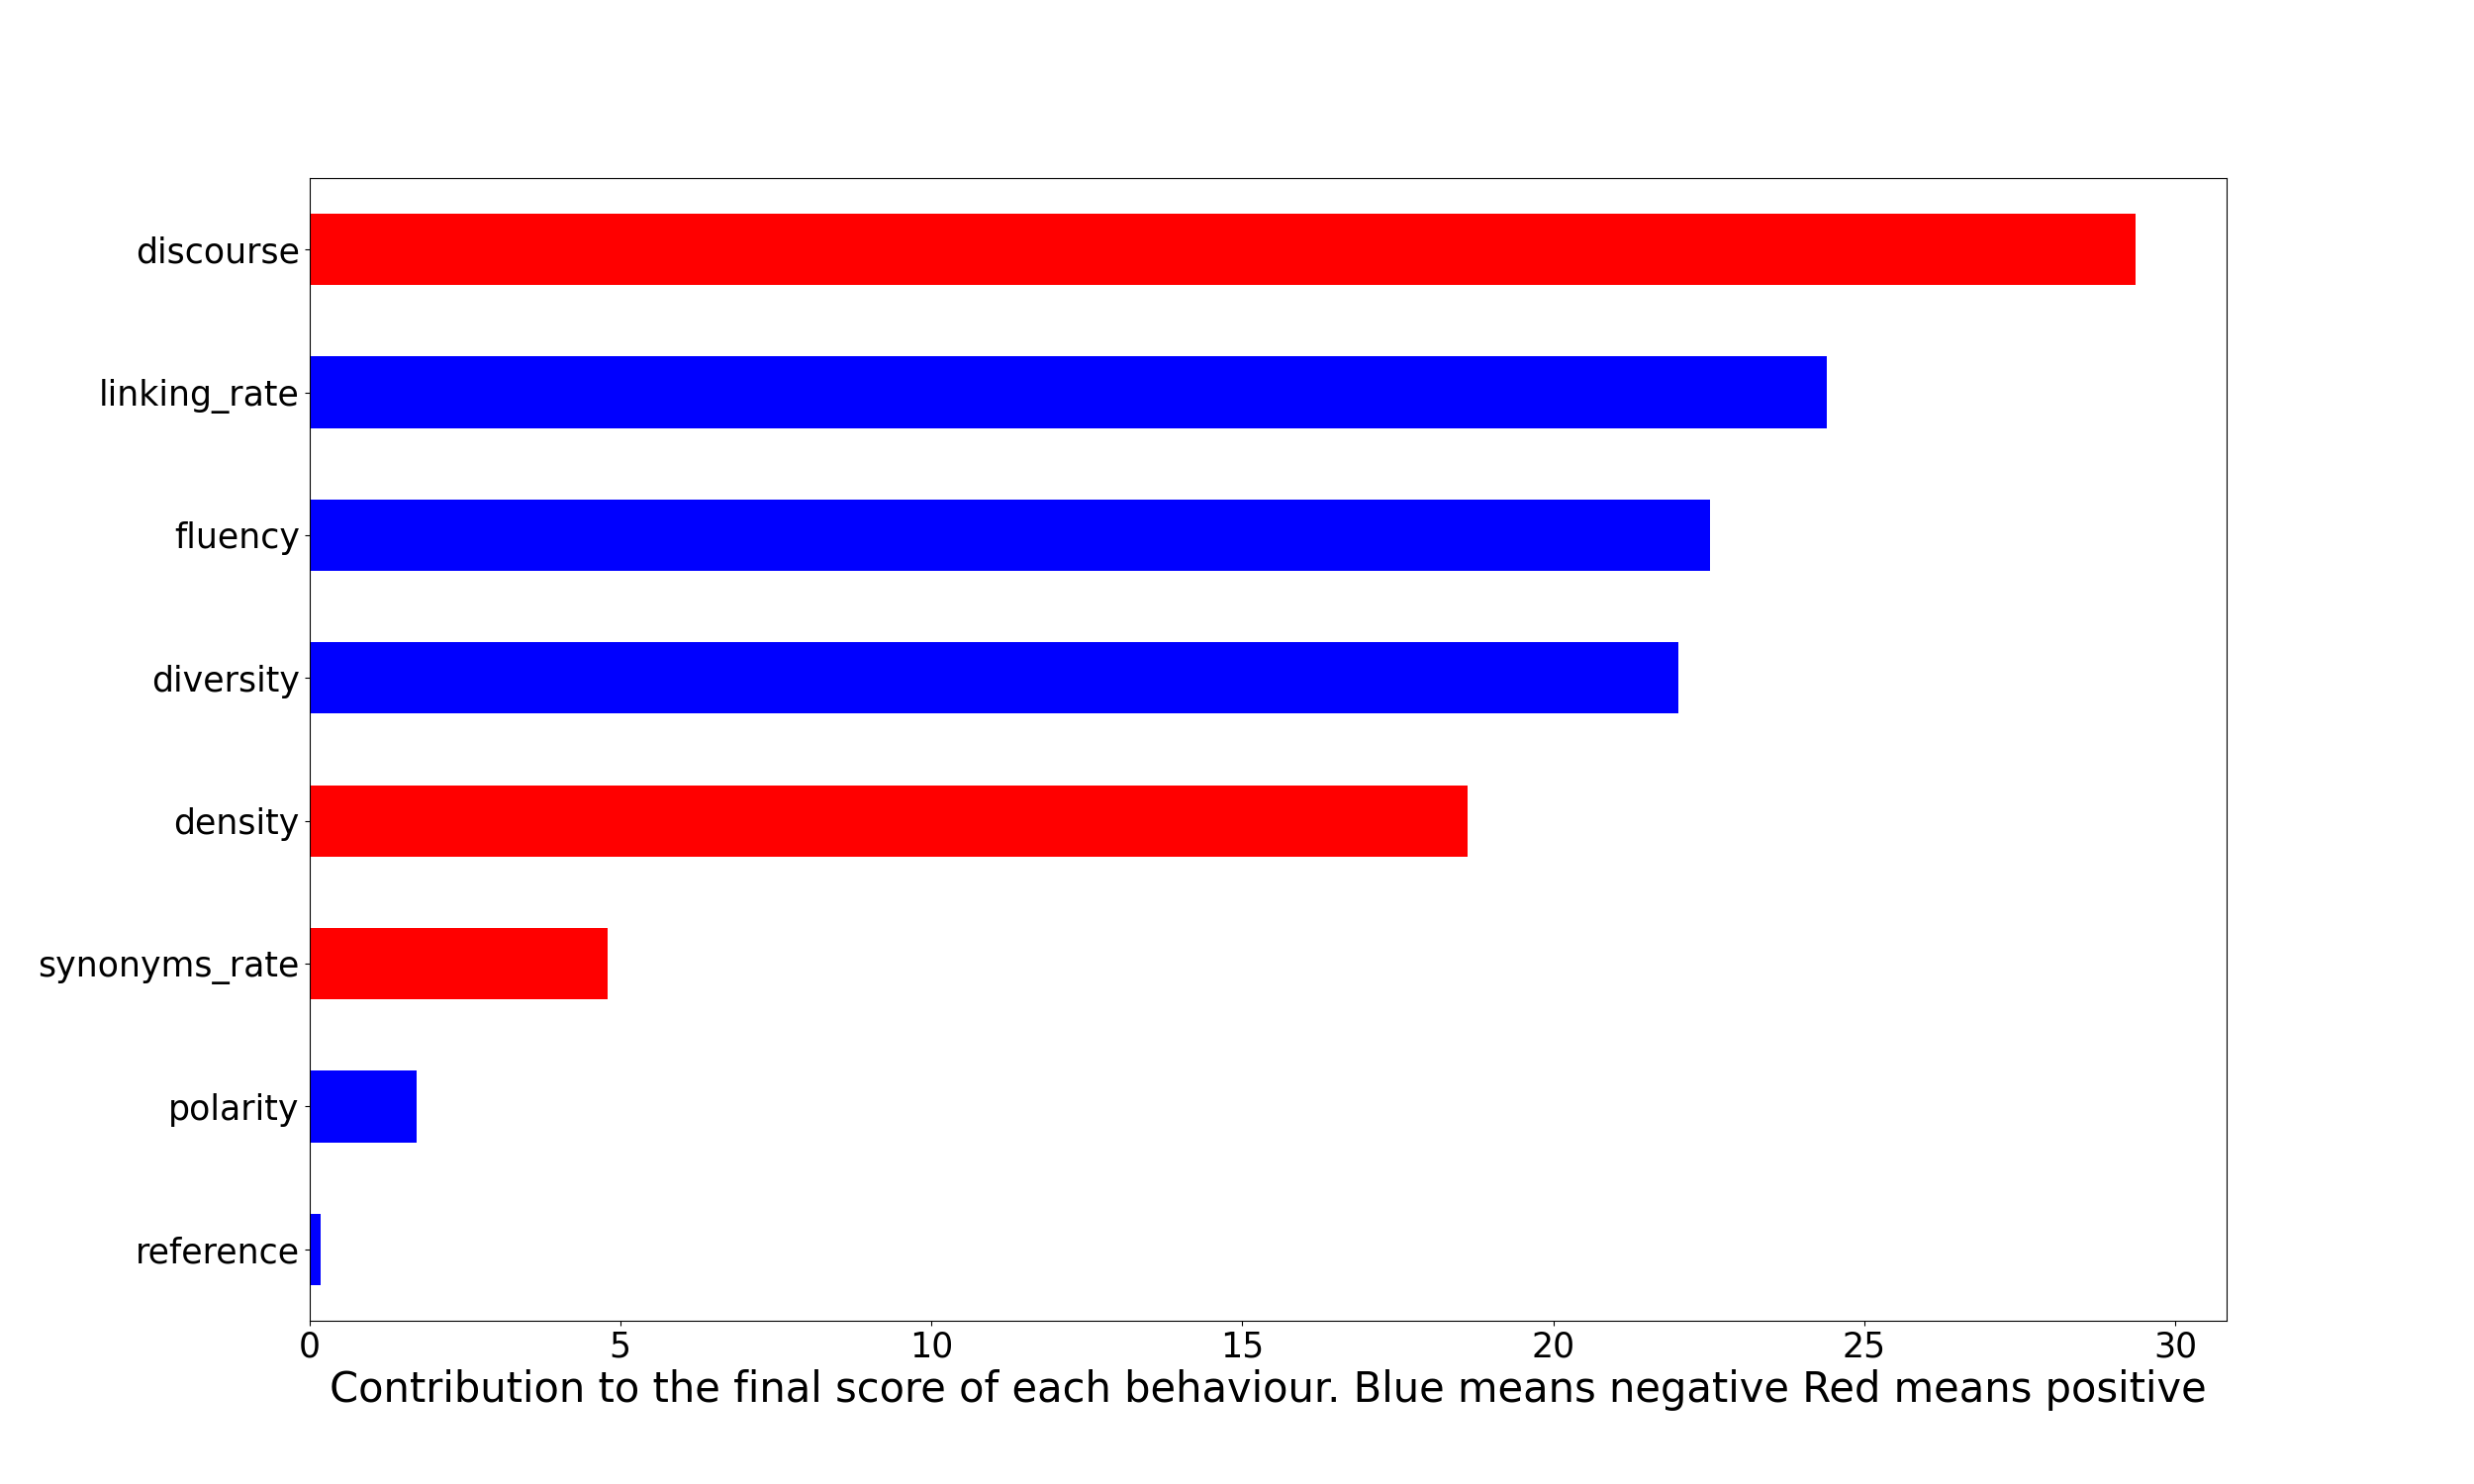 discourse
linking_rate
fluency
diversity
density
synonyms_rate
polarity
reference
0 5 10 15 20 25 30
Contribution to the final score of each behaviour. Blue means negative Red means positive